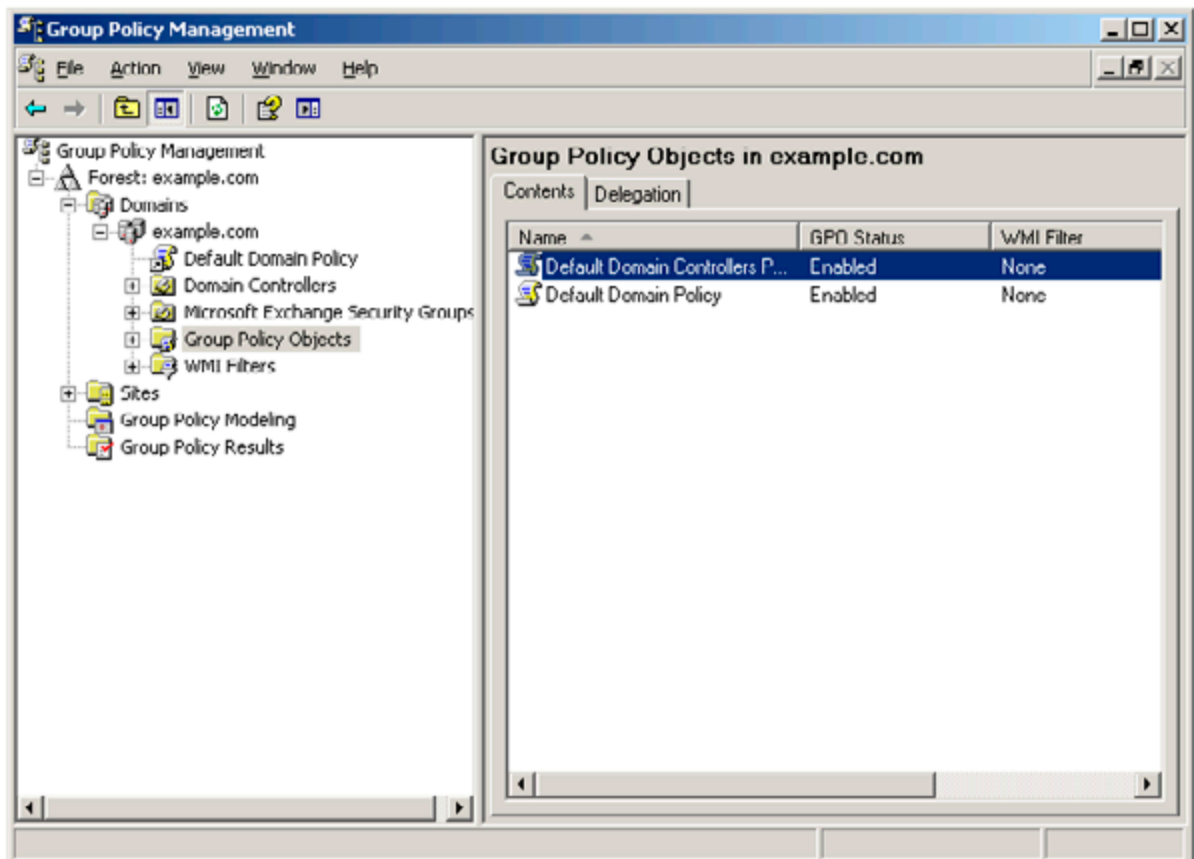 Group Policy Management
File Action View Window Help
Group Policy Management
Forest: example.com
Domains
example.com
Default Domain Policy
Domain Controllers
Microsoft Exchange Security Groups
Group Policy Objects
WMI Filters
Sites
Group Policy Modeling
Group Policy Results
Group Policy Objects in example.com
Contents Delegation
Name GPO Status WMI Filter
Default Domain Controllers P... Enabled None
Default Domain Policy Enabled None